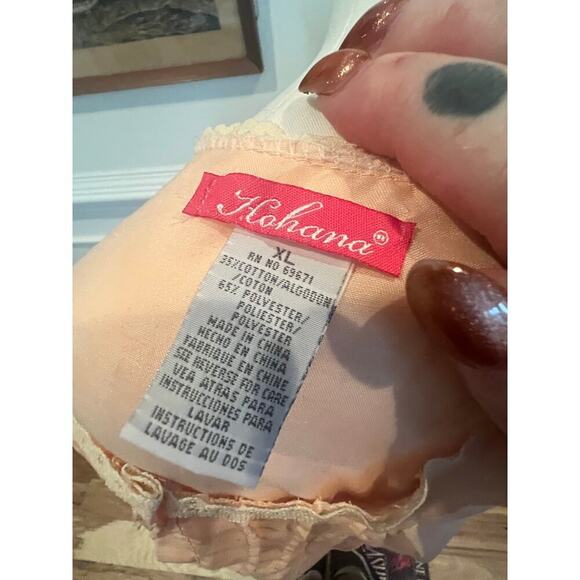 Hohana®
XL
RN NO 69671
35%COTTON/ALGODON
/COTON
65% POLYESTER/
POLIESTER/
POLYESTER
MADE IN CHINA
HECHO EN CHINA
FABRIQUE EN CHINE
SEE REVERSE FOR CARE
VEA ATRAS PARA
INSTRUCCIONES PARA
LAVAR
INSTRUCTIONS DE
LAVAGE AU DOS